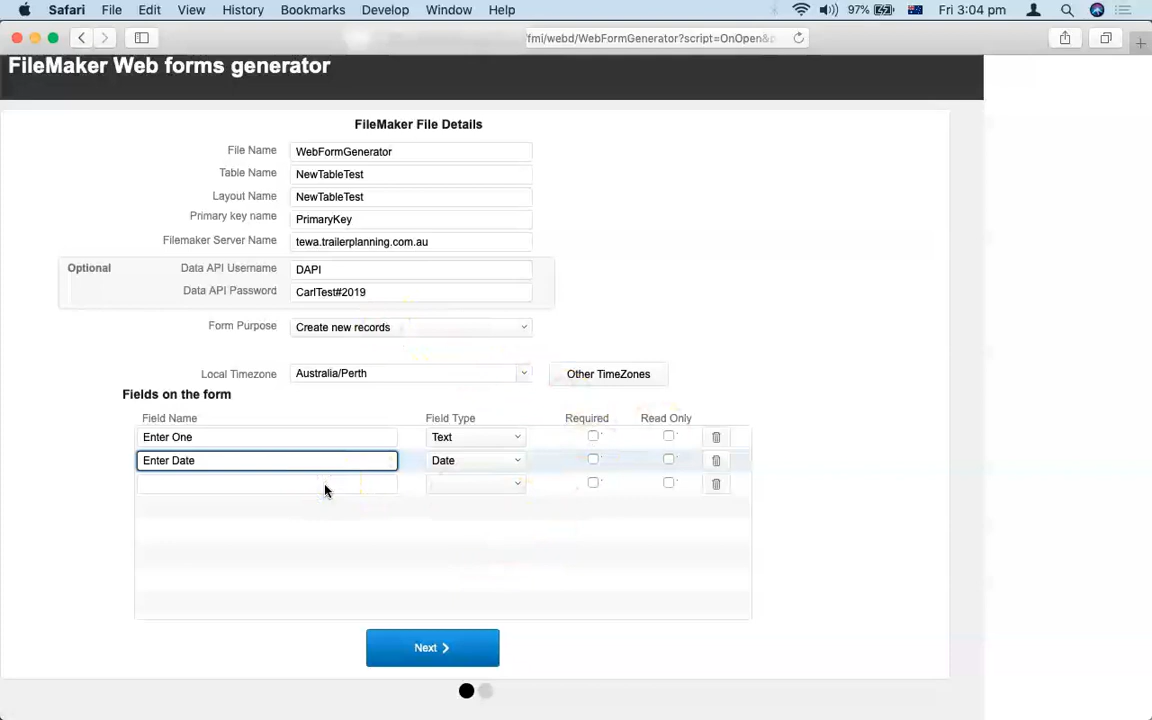 Safari File Edit View History Bookmarks Develop Window Help 97% Fri 3:04 pm
fmi/webd/WebFormGenerator?script=OnOpen&
FileMaker Web forms generator
FileMaker File Details
File Name WebFormGenerator
Table Name NewTableTest
Layout Name NewTableTest
Primary key name PrimaryKey
Filemaker Server Name tewa.trailerplanning.com.au
Optional Data API Username DAPI
Data API Password CarlTest#2019
Form Purpose Create new records
Local Timezone Australia/Perth Other TimeZones
Fields on the form
Field Name Field Type Required Read Only
Enter One Text
Enter Date Date
Next